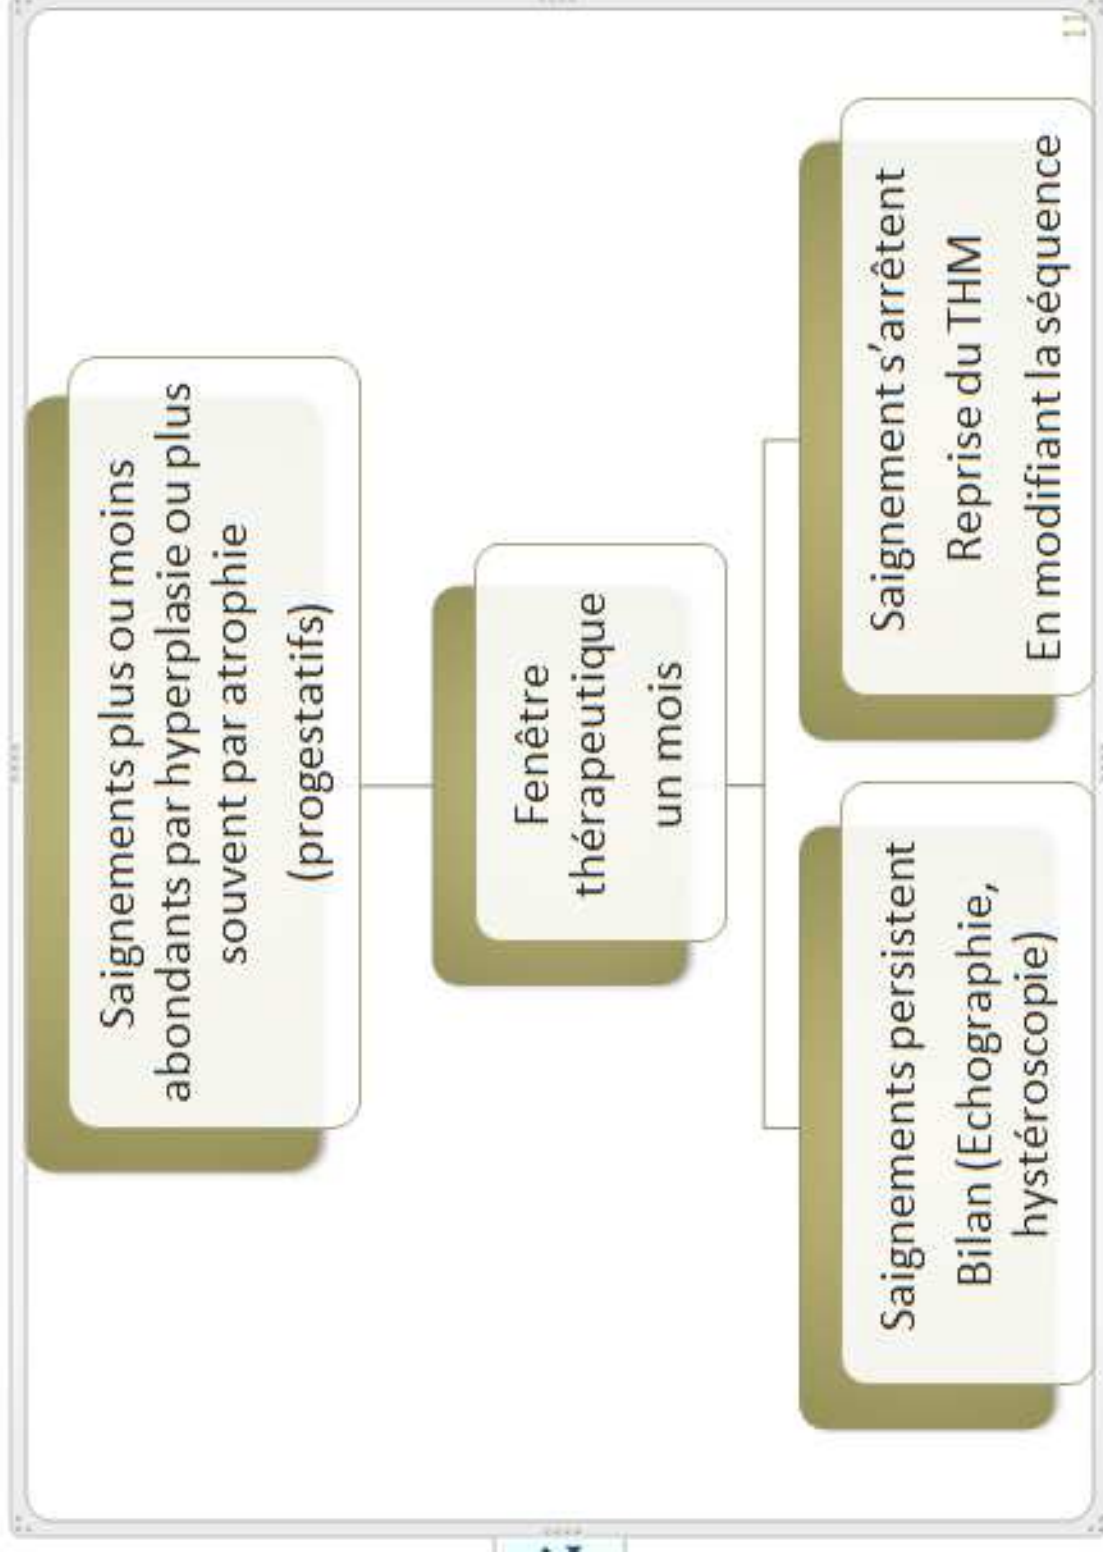 Saignements plus ou moins
abondants par hyperplasie ou plus
souvent par atrophie
(progestatifs)
Fenêtre
thérapeutique
un mois
Saignements persistent
Bilan (Echographie,
hystéroscopie)
Saignement s’arrêtent
Reprise du THM
En modifiant la séquence
11